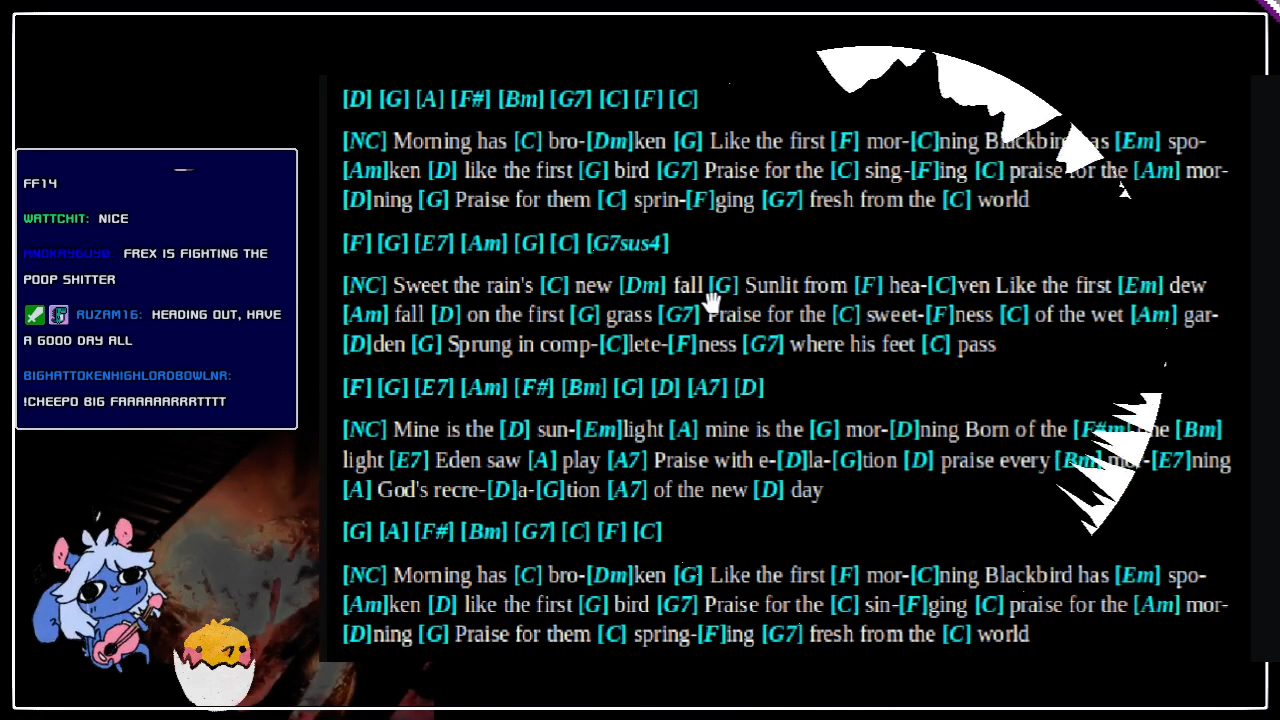 FF14
WATTCHIT: NICE
FREX IS FIGHTING THE
POOP SHITTER
RUZAM16: HEADING OUT, HAVE
A GOOD DAY ALL
BIGHATTOKENHIGHLORDBOWLNR:
!CHEEPO BIG FAAAAAARRRTTTT
[D] [G] [A] [F#] [Bm] [G7] [C] [F] [C]
[NC] Morning has [C] bro-[Dm]ken [G] Like the first [F] mor-[C]ning Blackbird has [Em] spo-
[Am]ken [D] like the first [G] bird [G7] Praise for the [C] sing-[F]ing [C] praise for the [Am] mor-
[D]ning [G] Praise for them [C] sprin-[F]ging [G7] fresh from the [C] world
[F] [G] [E7] [Am] [G] [C] [G7sus4]
[NC] Sweet the rain's [C] new [Dm] fall [G] Sunlit from [F] hea-[C]ven Like the first [Em] dew
[Am] fall [D] on the first [G] grass [G7] Praise for the [C] sweet-[F]ness [C] of the wet [Am] gar-
[D]den [G] Sprung in comp-[C]lete-[F]ness [G7] where his feet [C] pass
[F] [G] [E7] [Am] [F#] [Bm] [G] [D] [A7] [D]
[NC] Mine is the [D] sun-[Em]light [A] mine is the [G] mor-[D]ning Born of the [F#m] one [Bm]
light [E7] Eden saw [A] play [A7] Praise with e-[D]la-[G]tion [D] praise every [Bm] mor-[E7]ning
[A] God's recre-[D]a-[G]tion [A7] of the new [D] day
[G] [A] [F#] [Bm] [G7] [C] [F] [C]
[NC] Morning has [C] bro-[Dm]ken [G] Like the first [F] mor-[C]ning Blackbird has [Em] spo-
[Am]ken [D] like the first [G] bird [G7] Praise for the [C] sin-[F]ging [C] praise for the [Am] mor-
[D]ning [G] Praise for them [C] spring-[F]ing [G7] fresh from the [C] world